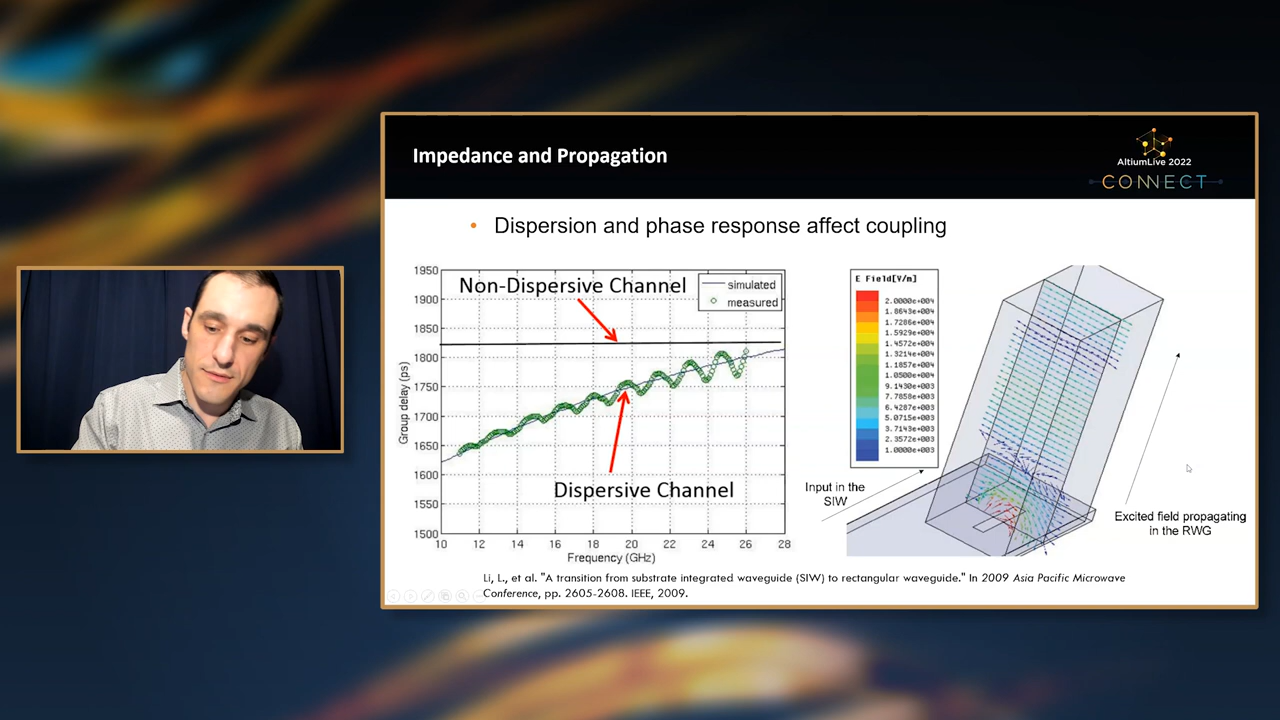 Impedance and Propagation
AltiumLive 2022
CONNECT
• Dispersion and phase response affect coupling
1950
1900
1850
1800
1750
1700
1650
1600
1550
1500
Group delay (ps)
10 12 14 16 18 20 22 24 26 28
Frequency (GHz)
Non-Dispersive Channel
simulated
measured
Dispersive Channel
E Field[V/m]
2.0000e+004
1.8643e+004
1.7286e+004
1.5929e+004
1.4572e+004
1.3214e+004
1.1857e+004
1.0500e+004
9.1430e+003
7.7858e+003
6.4287e+003
5.0715e+003
3.7143e+003
2.3572e+003
1.0000e+003
Input in the
SIW
Excited field propagating
in the RWG
Li, L., et al. "A transition from substrate integrated waveguide (SIW) to rectangular waveguide." In 2009 Asia Pacific Microwave
Conference, pp. 2605-2608. IEEE, 2009.